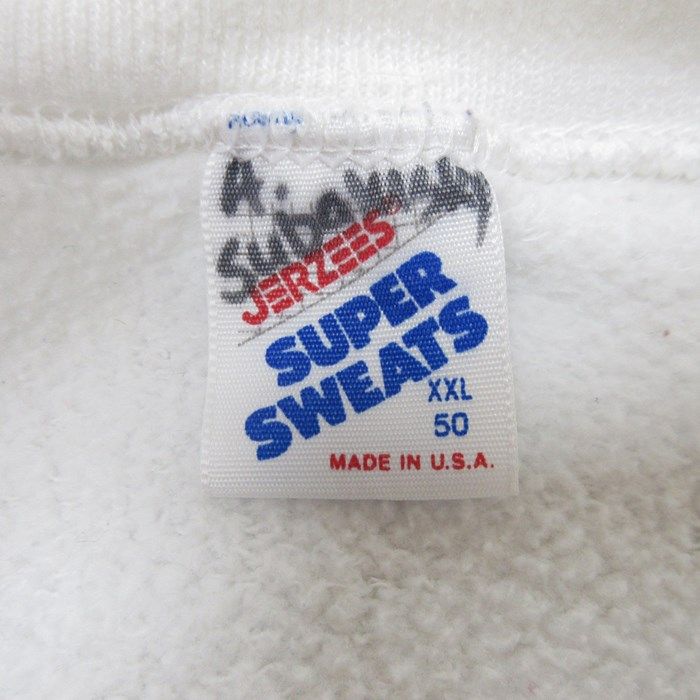 A.
JERZEES
SUPER
SWEATS
XXL
50
MADE IN U.S.A.